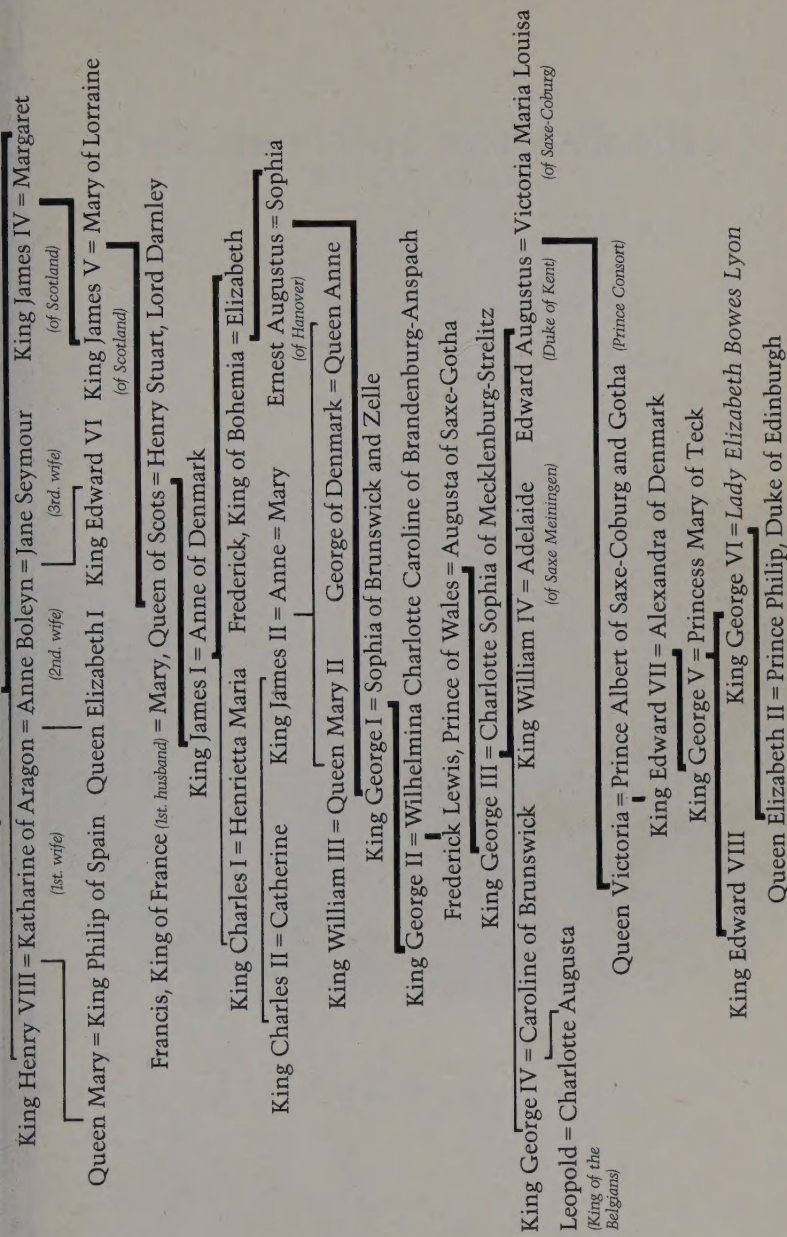 King Henry VIII = Katharine of Aragon = Anne Boleyn = Jane Seymour King James IV = Margaret
(1st. wife) (2nd. wife) (3rd. wife) (of Scotland)
Queen Mary = King Philip of Spain Queen Elizabeth I King Edward VI King James V = Mary of Lorraine
(of Scotland)
Francis, King of France (1st. husband) = Mary, Queen of Scots = Henry Stuart, Lord Darnley
King James I = Anne of Denmark
King Charles I = Henrietta Maria Frederick, King of Bohemia = Elizabeth
King Charles II = Catherine King James II = Anne = Mary Ernest Augustus = Sophia
(of Hanover)
King William III = Queen Mary II George of Denmark = Queen Anne
King George I = Sophia of Brunswick and Zelle
King George II = Wilhelmina Charlotte Caroline of Brandenburg-Anspach
Frederick Lewis, Prince of Wales = Augusta of Saxe-Gotha
King George III = Charlotte Sophia of Mecklenburg-Strelitz
King George IV = Caroline of Brunswick King William IV = Adelaide Edward Augustus = Victoria Maria Louisa
(of Saxe Meiningen) (Duke of Kent) (of Saxe-Coburg)
Leopold = Charlotte Augusta
(King of the
Belgians)
Queen Victoria = Prince Albert of Saxe-Coburg and Gotha (Prince Consort)
King Edward VII = Alexandra of Denmark
King George V = Princess Mary of Teck
King Edward VIII King George VI = Lady Elizabeth Bowes Lyon
Queen Elizabeth II = Prince Philip, Duke of Edinburgh